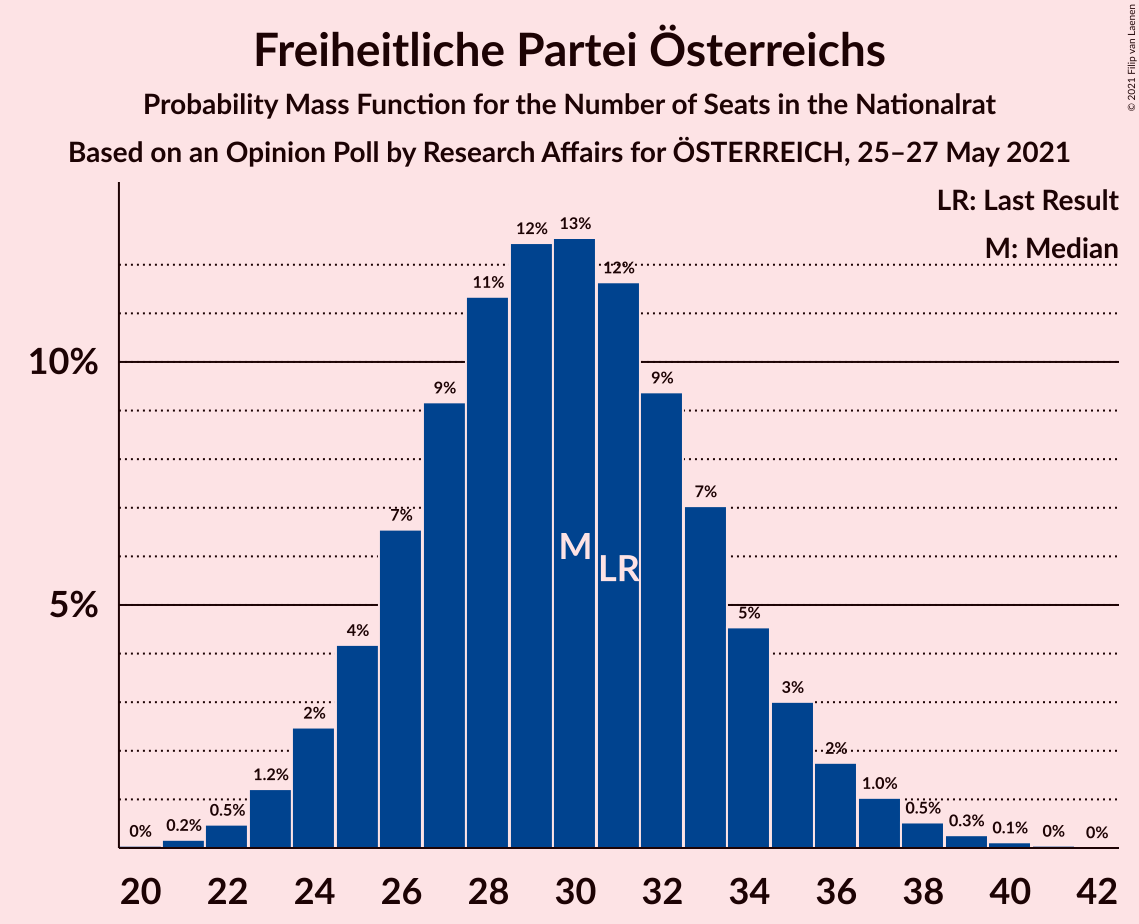 Freiheitliche Partei Österreichs
Probability Mass Function for the Number of Seats in the Nationalrat
Based on an Opinion Poll by Research Affairs for ÖSTERREICH, 25–27 May 2021
© 2021 Filip van Laenen
LR: Last Result
M: Median
10%
5%
0%
0.2%
0.5%
1.2%
2%
4%
7%
9%
11%
12%
13%
12%
9%
7%
5%
3%
2%
1.0%
0.5%
0.3%
0.1%
0%
0%
M
LR
20 22 24 26 28 30 32 34 36 38 40 42